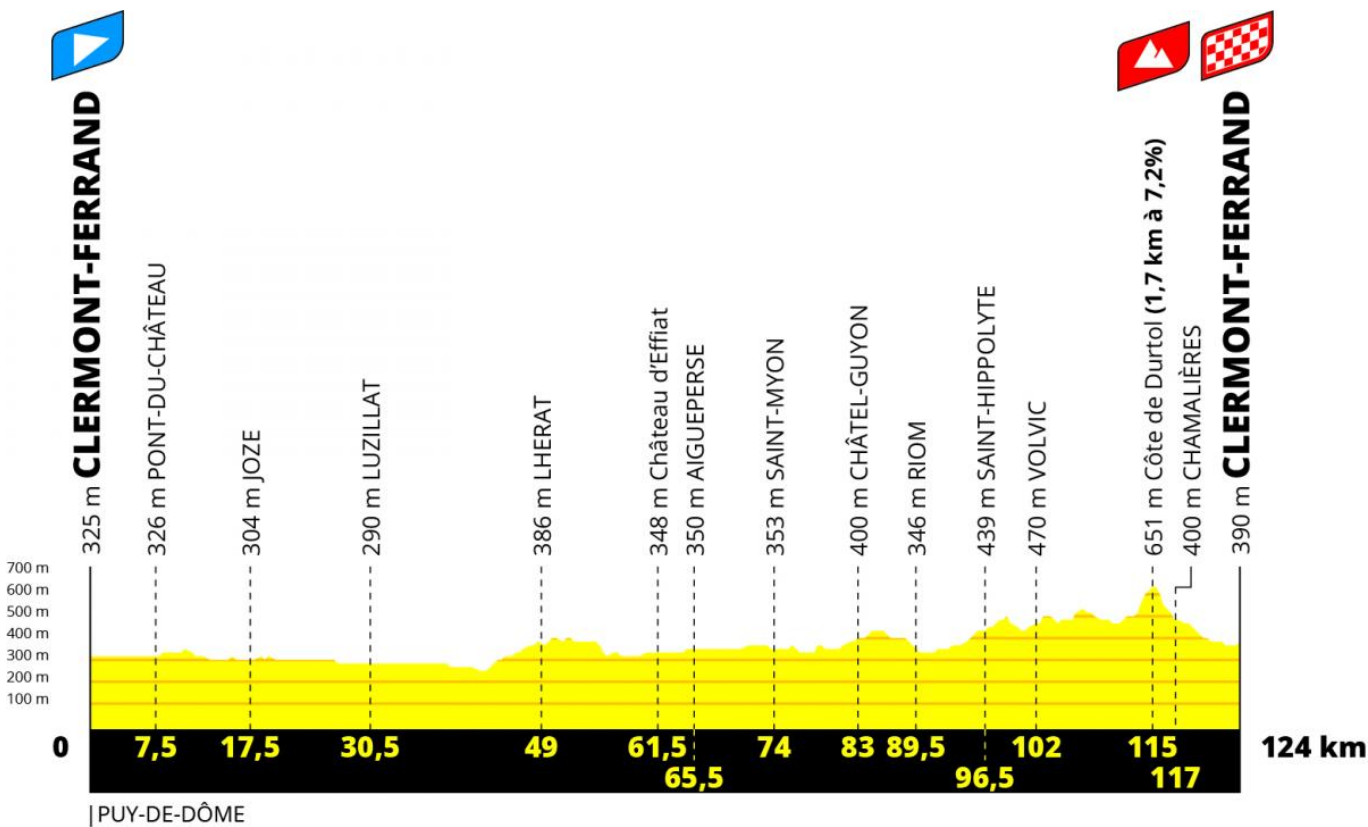 325 m CLERMONT-FERRAND
326 m PONT-DU-CHÂTEAU
304 m JOZE
290 m LUZILLAT
386 m LHERAT
348 m Château d'Effiat
350 m AIGUEPERSE
353 m SAINT-MYON
400 m CHÂTEL-GUYON
346 m RIOM
439 m SAINT-HIPPOLYTE
470 m VOLVIC
651 m Côte de Durtol (1,7 km à 7,2%)
400 m CHAMALIÈRES
390 m CLERMONT-FERRAND
700 m
600 m
500 m
400 m
300 m
200 m
100 m
0 7,5 17,5 30,5 49 61,5 74 83 89,5 102 115 124 km
65,5 96,5 117
PUY-DE-DÔME